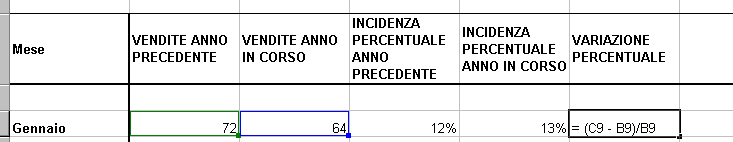 Mese
VENDITE ANNO
PRECEDENTE
VENDITE ANNO
IN CORSO
INCIDENZA
PERCENTUALE
ANNO
PRECEDENTE
INCIDENZA
PERCENTUALE
ANNO IN CORSO
VARIAZIONE
PERCENTUALE
Gennaio 72 64 12% 13% = (C9 - B9)/B9